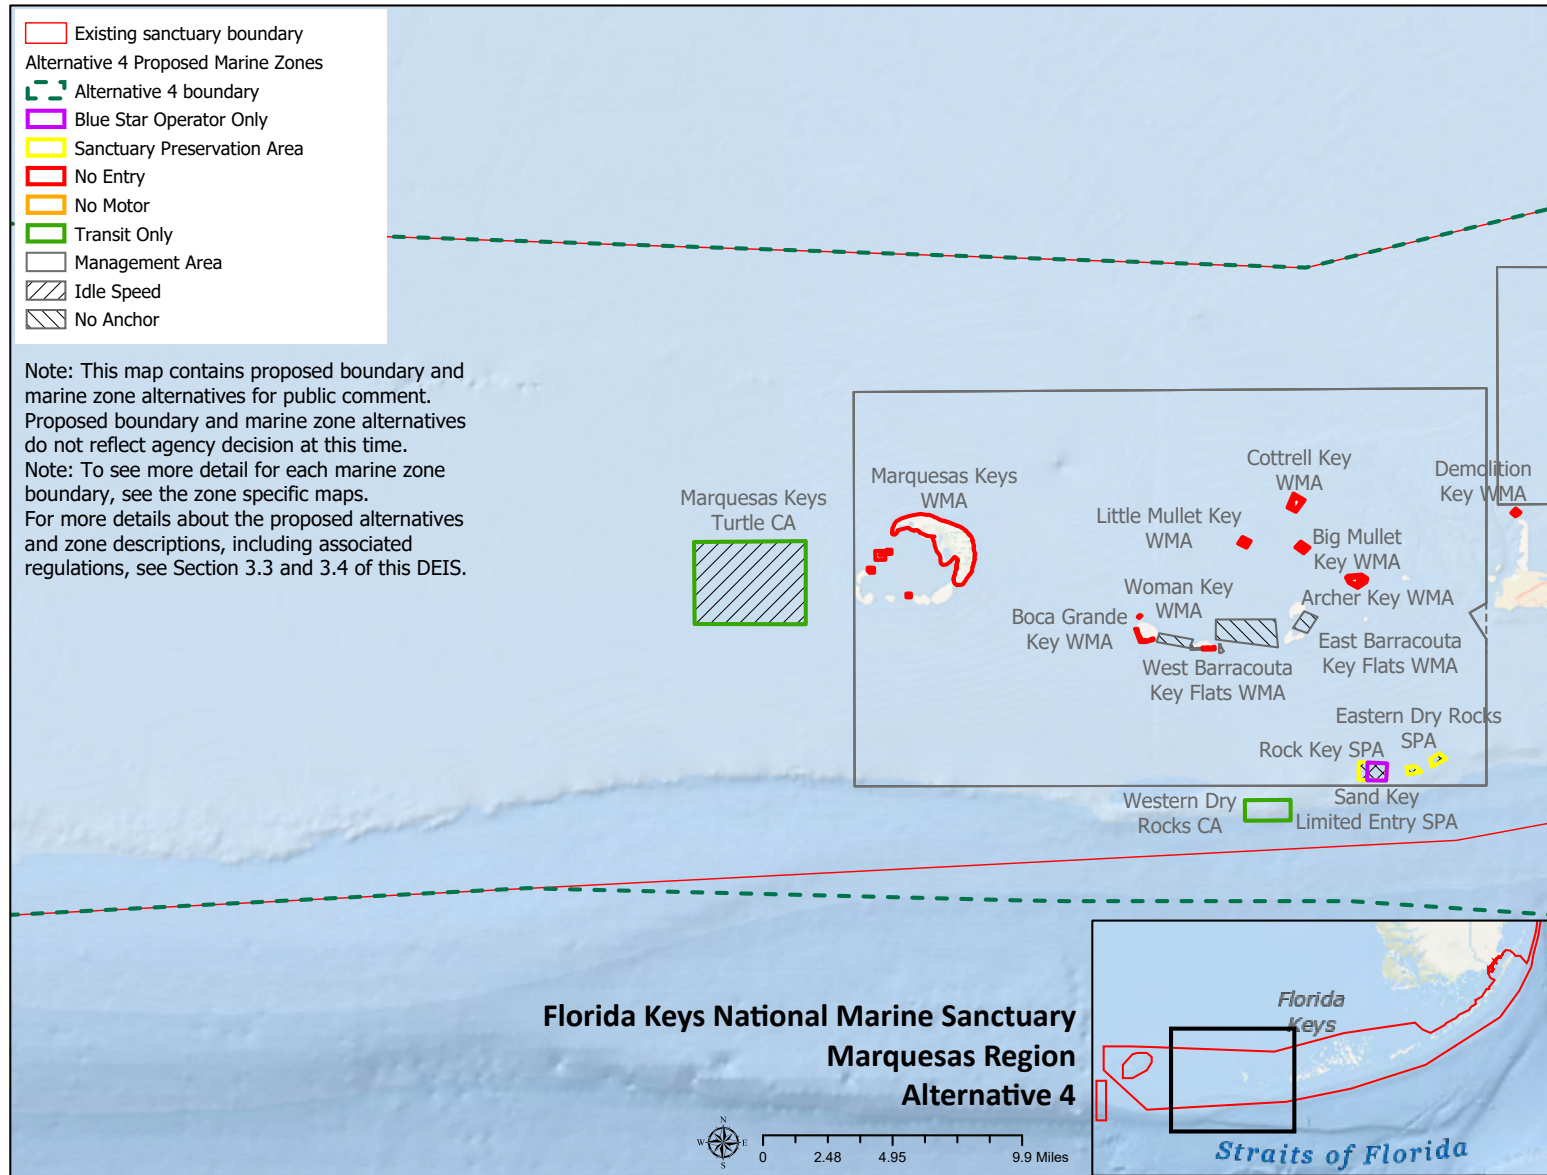 Existing sanctuary boundary
Alternative 4 Proposed Marine Zones
Alternative 4 boundary
Blue Star Operator Only
Sanctuary Preservation Area
No Entry
No Motor
Transit Only
Management Area
Idle Speed
No Anchor
Note: This map contains proposed boundary and
marine zone alternatives for public comment.
Proposed boundary and marine zone alternatives
do not reflect agency decision at this time.
Note: To see more detail for each marine zone
boundary, see the zone specific maps.
For more details about the proposed alternatives
and zone descriptions, including associated
regulations, see Section 3.3 and 3.4 of this DEIS.
Marquesas Keys
Turtle CA
Marquesas Keys
WMA
Cottrell Key
WMA
Demolition
Key WMA
Little Mullet Key
WMA
Big Mullet
Key WMA
Woman Key
WMA
Archer Key WMA
Boca Grande
Key WMA
East Barracouta
Key Flats WMA
West Barracouta
Key Flats WMA
Eastern Dry Rocks
SPA
Rock Key SPA
Western Dry
Rocks CA
Sand Key
Limited Entry SPA
Florida Keys National Marine Sanctuary
Marquesas Region
Alternative 4
N
W
E
S
0
2.48
4.95
9.9 Miles
Florida
Keys
Straits of Florida